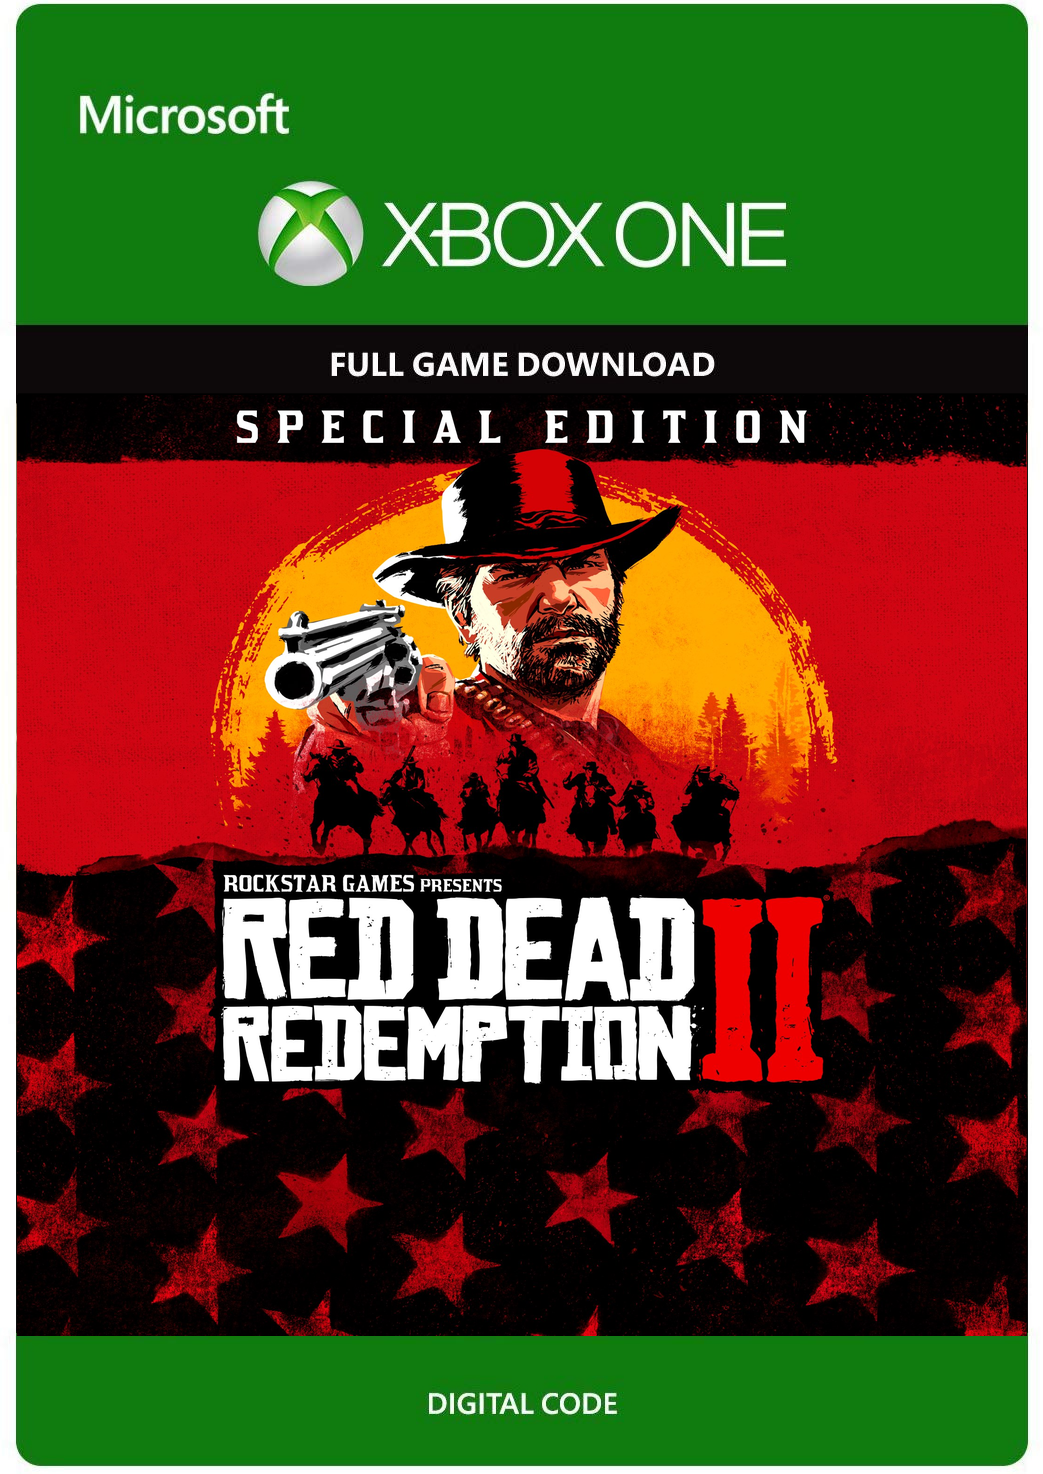 Microsoft
XBOX ONE
FULL GAME DOWNLOAD
SPECIAL EDITION
ROCKSTAR GAMES PRESENTS
RED DEAD
REDEMPTION II
DIGITAL CODE